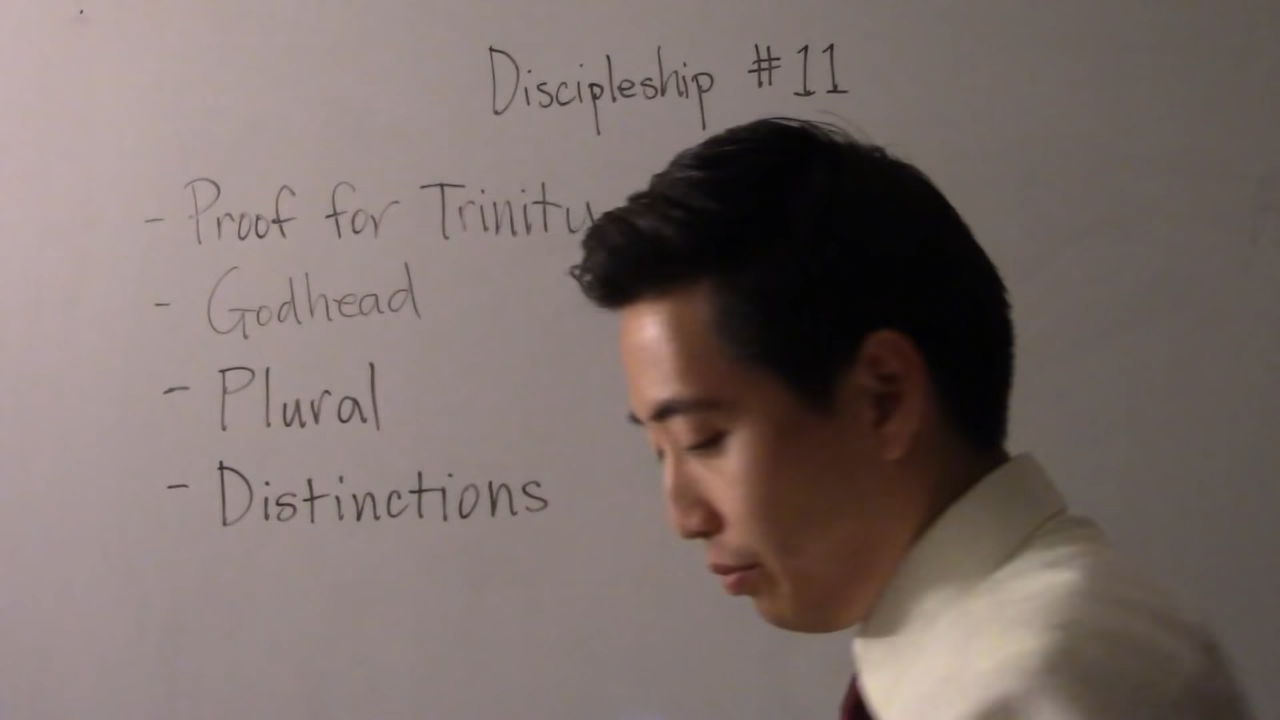 Discipleship #11
- Proof for Trinity
- Godhead
- Plural
- Distinctions